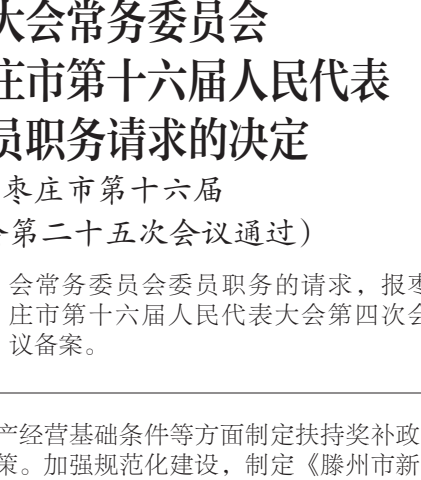 大会常务委员会
庄市第十六届人民代表
员职务请求的决定
枣庄市第十六届
第二十五次会议通过）
会常务委员会委员职务的请求，报枣
庄市第十六届人民代表大会第四次会
议备案。
产经营基础条件等方面制定扶持奖补政
策。加强规范化建设，制定《滕州市新